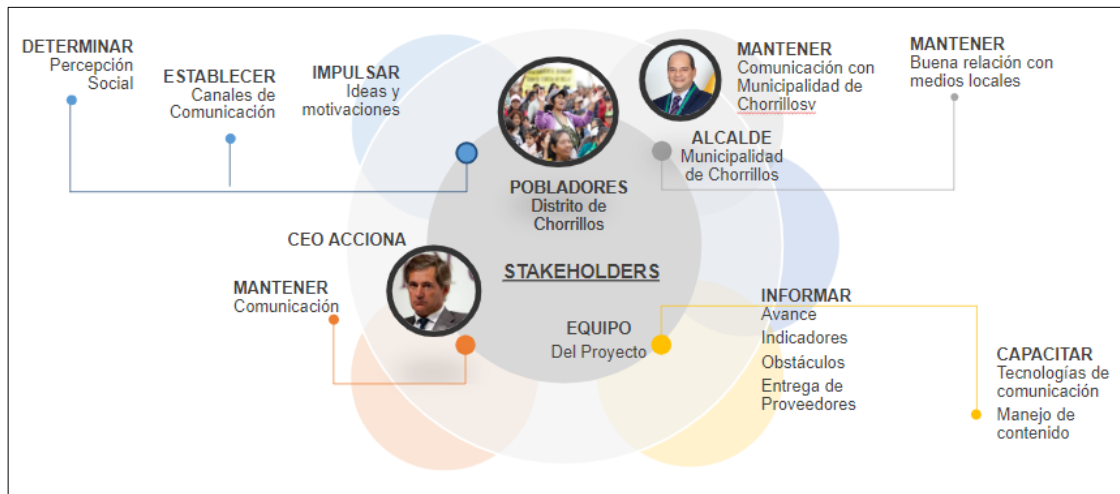 DETERMINAR
Percepción
Social
ESTABLECER
Canales de
Comunicación
IMPULSAR
Ideas y
motivaciones
POBLADORES
Distrito de
Chorrillos
MANTENER
Comunicación con
Municipalidad de
Chorrillosv
ALCALDE
Municipalidad
de Chorrillos
MANTENER
Buena relación con
medios locales
CEO ACCIONA
MANTENER
Comunicación
STAKEHOLDERS
EQUIPO
Del Proyecto
INFORMAR
Avance
Indicadores
Obstáculos
Entrega de
Proveedores
CAPACITAR
Tecnologías de
comunicación
Manejo de
contenido